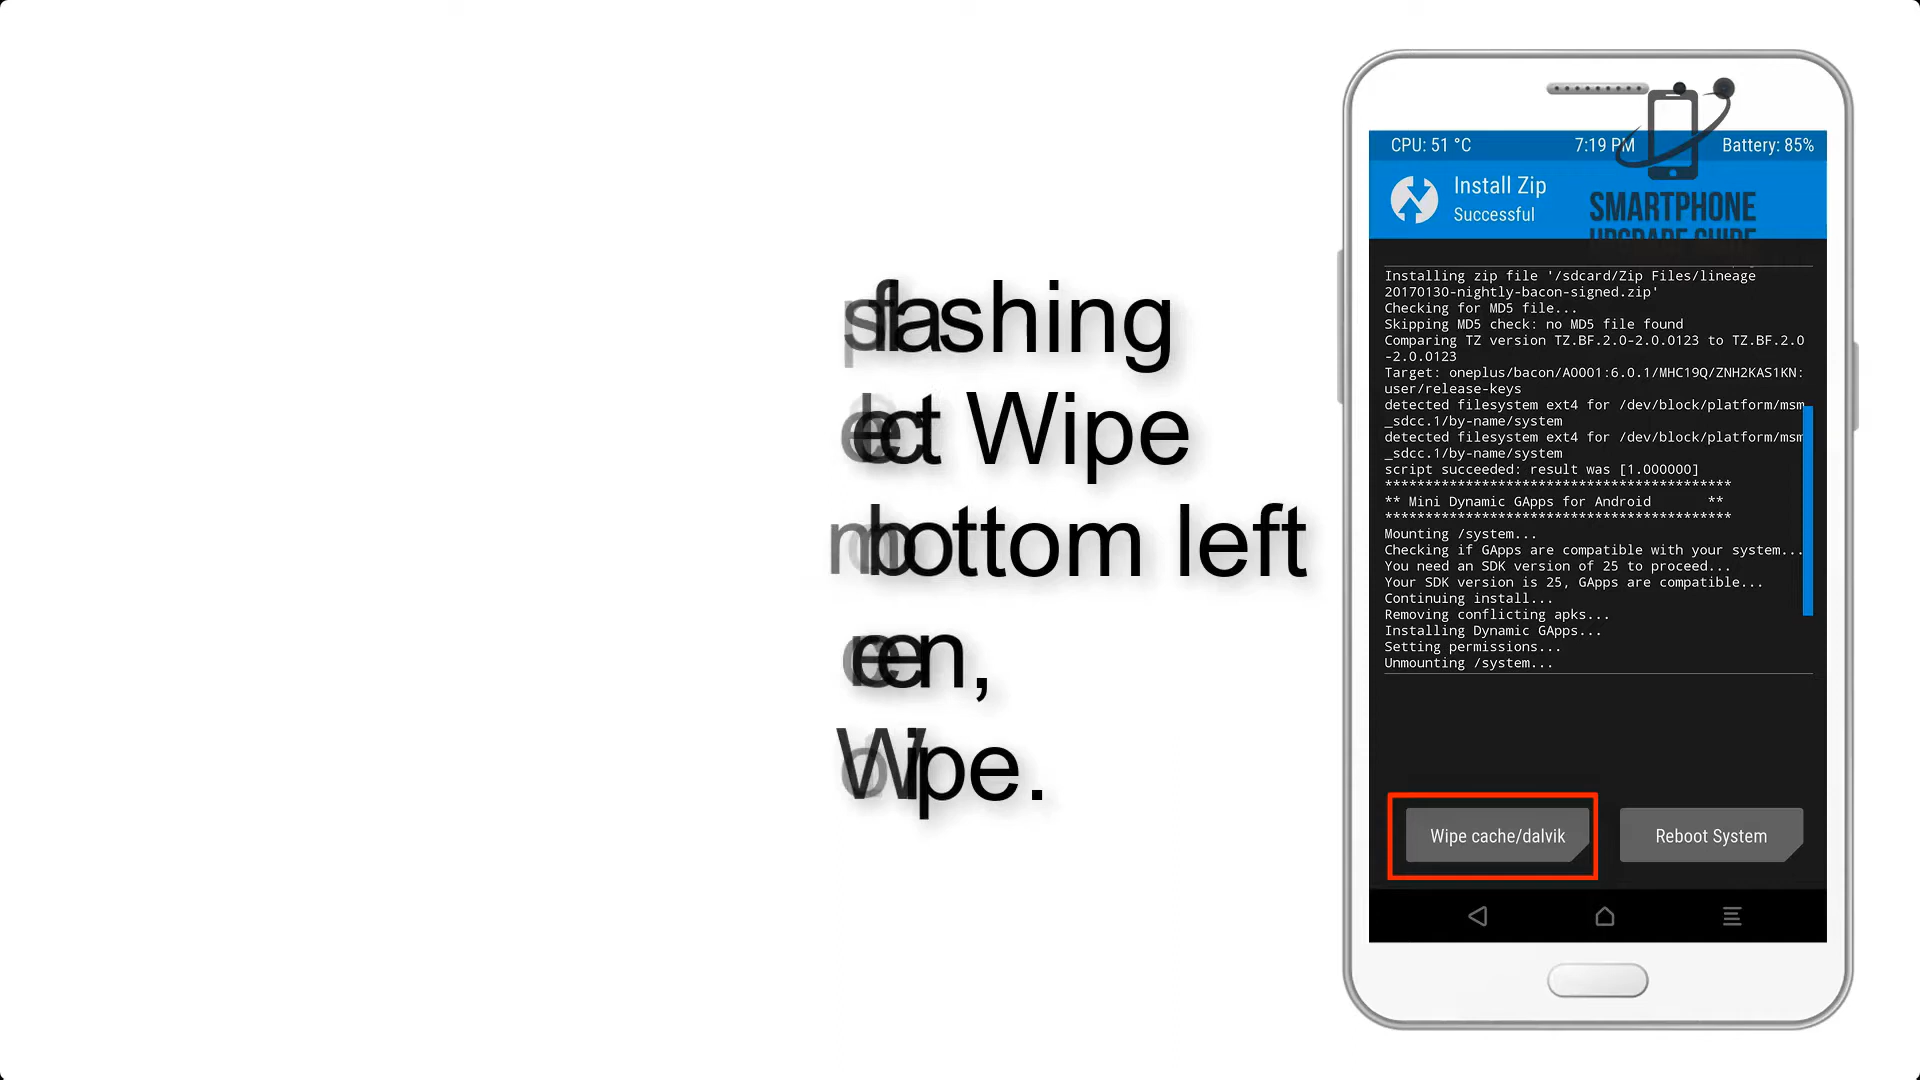 flashing
ect Wipe
bottom left
een,
Wipe.
CPU: 51 °C
7:19 PM
Battery: 85%
Install Zip
Successful
SMARTPHONE
UPGRADE GUIDE
Installing zip file '/sdcard/Zip Files/lineage
20170130-nightly-bacon-signed.zip'
Checking for MD5 file...
Skipping MD5 check: no MD5 file found
Comparing TZ version TZ.BF.2.0-2.0.0123 to TZ.BF.2.0
-2.0.0123
Target: oneplus/bacon/A0001:6.0.1/MHC19Q/ZNH2KAS1KN:
user/release-keys
detected filesystem ext4 for /dev/block/platform/msm
_sdcc.1/by-name/system
detected filesystem ext4 for /dev/block/platform/msm
_sdcc.1/by-name/system
script succeeded: result was [1.000000]
*******************************************
** Mini Dynamic GApps for Android **
*******************************************
Mounting /system...
Checking if GApps are compatible with your system...
You need an SDK version of 25 to proceed...
Your SDK version is 25, GApps are compatible...
Continuing install...
Removing conflicting apks...
Installing Dynamic GApps...
Setting permissions...
Unmounting /system...
Wipe cache/dalvik
Reboot System